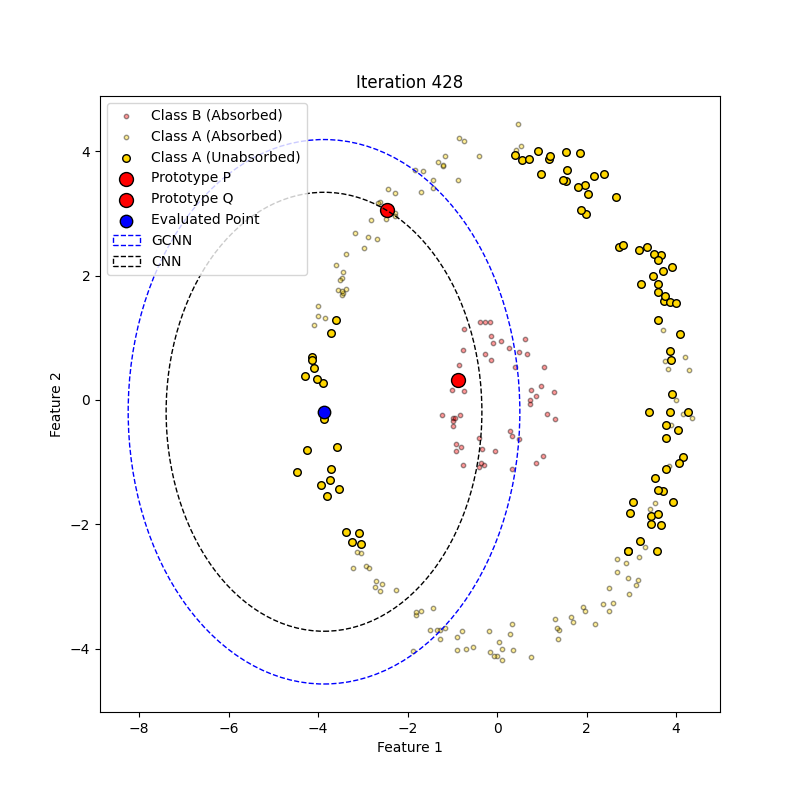 Iteration 428
Class B (Absorbed)
Class A (Absorbed)
Class A (Unabsorbed)
Prototype P
Prototype Q
Evaluated Point
GCNN
CNN
4
2
0
−2
−4
Feature 2
−8
−6
−4
−2
0
2
4
Feature 1